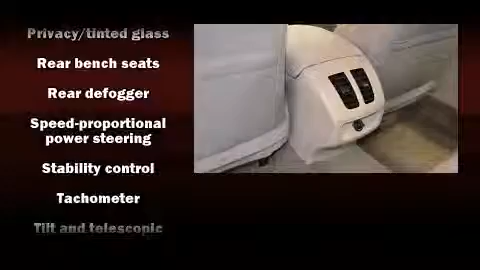 Privacy/tinted glass
Rear bench seats
Rear defogger
Speed-proportional
power steering
Stability control
Tachometer
Tilt and telescopic